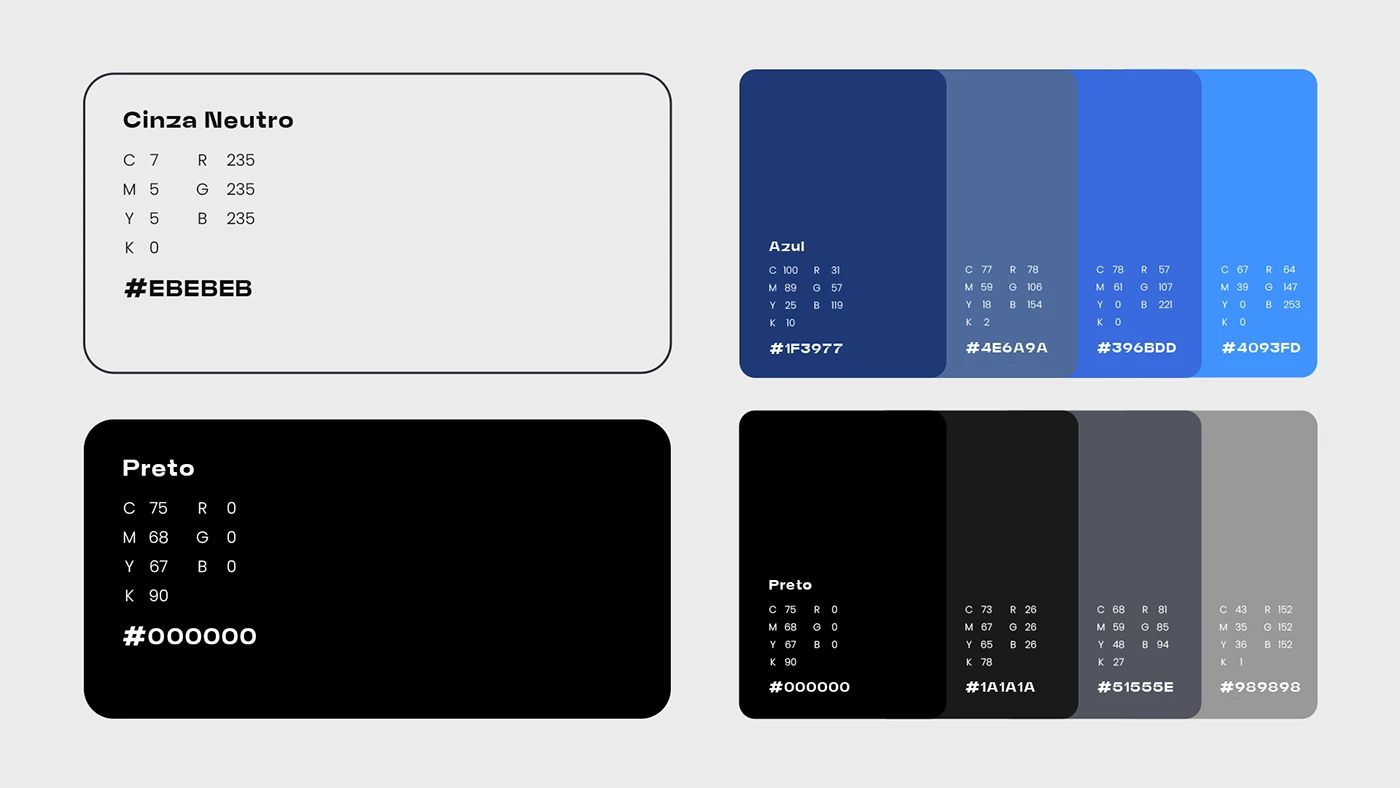 Cinza Neutro
C 7 R 235
M 5 G 235
Y 5 B 235
K 0
#EBEBEB
Preto
C 75 R 0
M 68 G 0
Y 67 B 0
K 90
#000000
Azul
C 100 R 31
M 89 G 57
Y 25 B 119
K 10
#1F3977
C 77 R 78
M 59 G 106
Y 18 B 154
K 2
#4E6A9A
C 78 R 57
M 61 G 107
Y 0 B 221
K 0
#396BDD
C 67 R 64
M 39 G 147
Y 0 B 253
K 0
#4093FD
Preto
C 75 R 0
M 68 G 0
Y 67 B 0
K 90
#000000
C 73 R 26
M 67 G 26
Y 65 B 26
K 78
#1A1A1A
C 68 R 81
M 59 G 85
Y 48 B 94
K 27
#51555E
C 43 R 152
M 35 G 152
Y 36 B 152
K 1
#989898